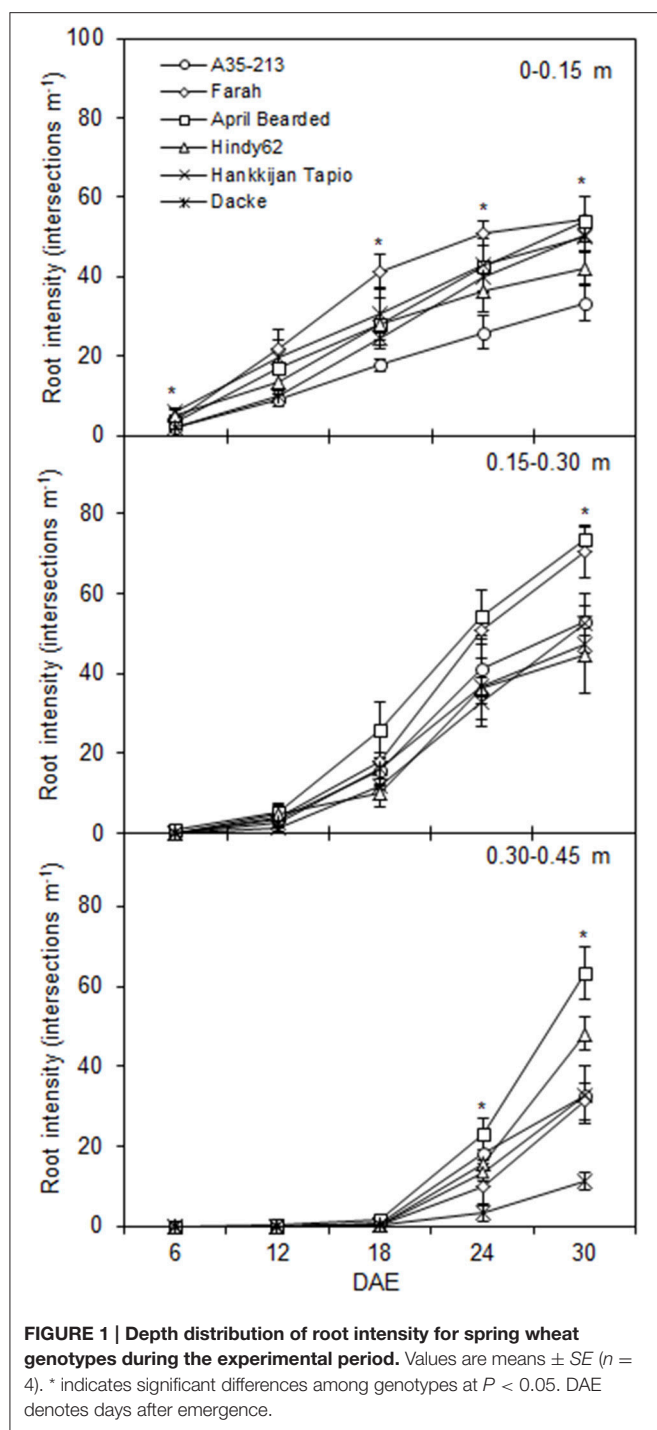 100
80
60
40
20
0
Root intensity (intersections m⁻¹)
A35-213
Farah
April Bearded
Hindy62
Hankkijan Tapio
Dacke
0-0.15 m
*
*
*
*
80
60
40
20
0
Root intensity (intersections m⁻¹)
0.15-0.30 m
*
80
60
40
20
0
Root intensity (intersections m⁻¹)
0.30-0.45 m
*
*
6 12 18 24 30
DAE
FIGURE 1 | Depth distribution of root intensity for spring wheat
genotypes during the experimental period. Values are means ± SE (n =
4). * indicates significant differences among genotypes at P < 0.05. DAE
denotes days after emergence.